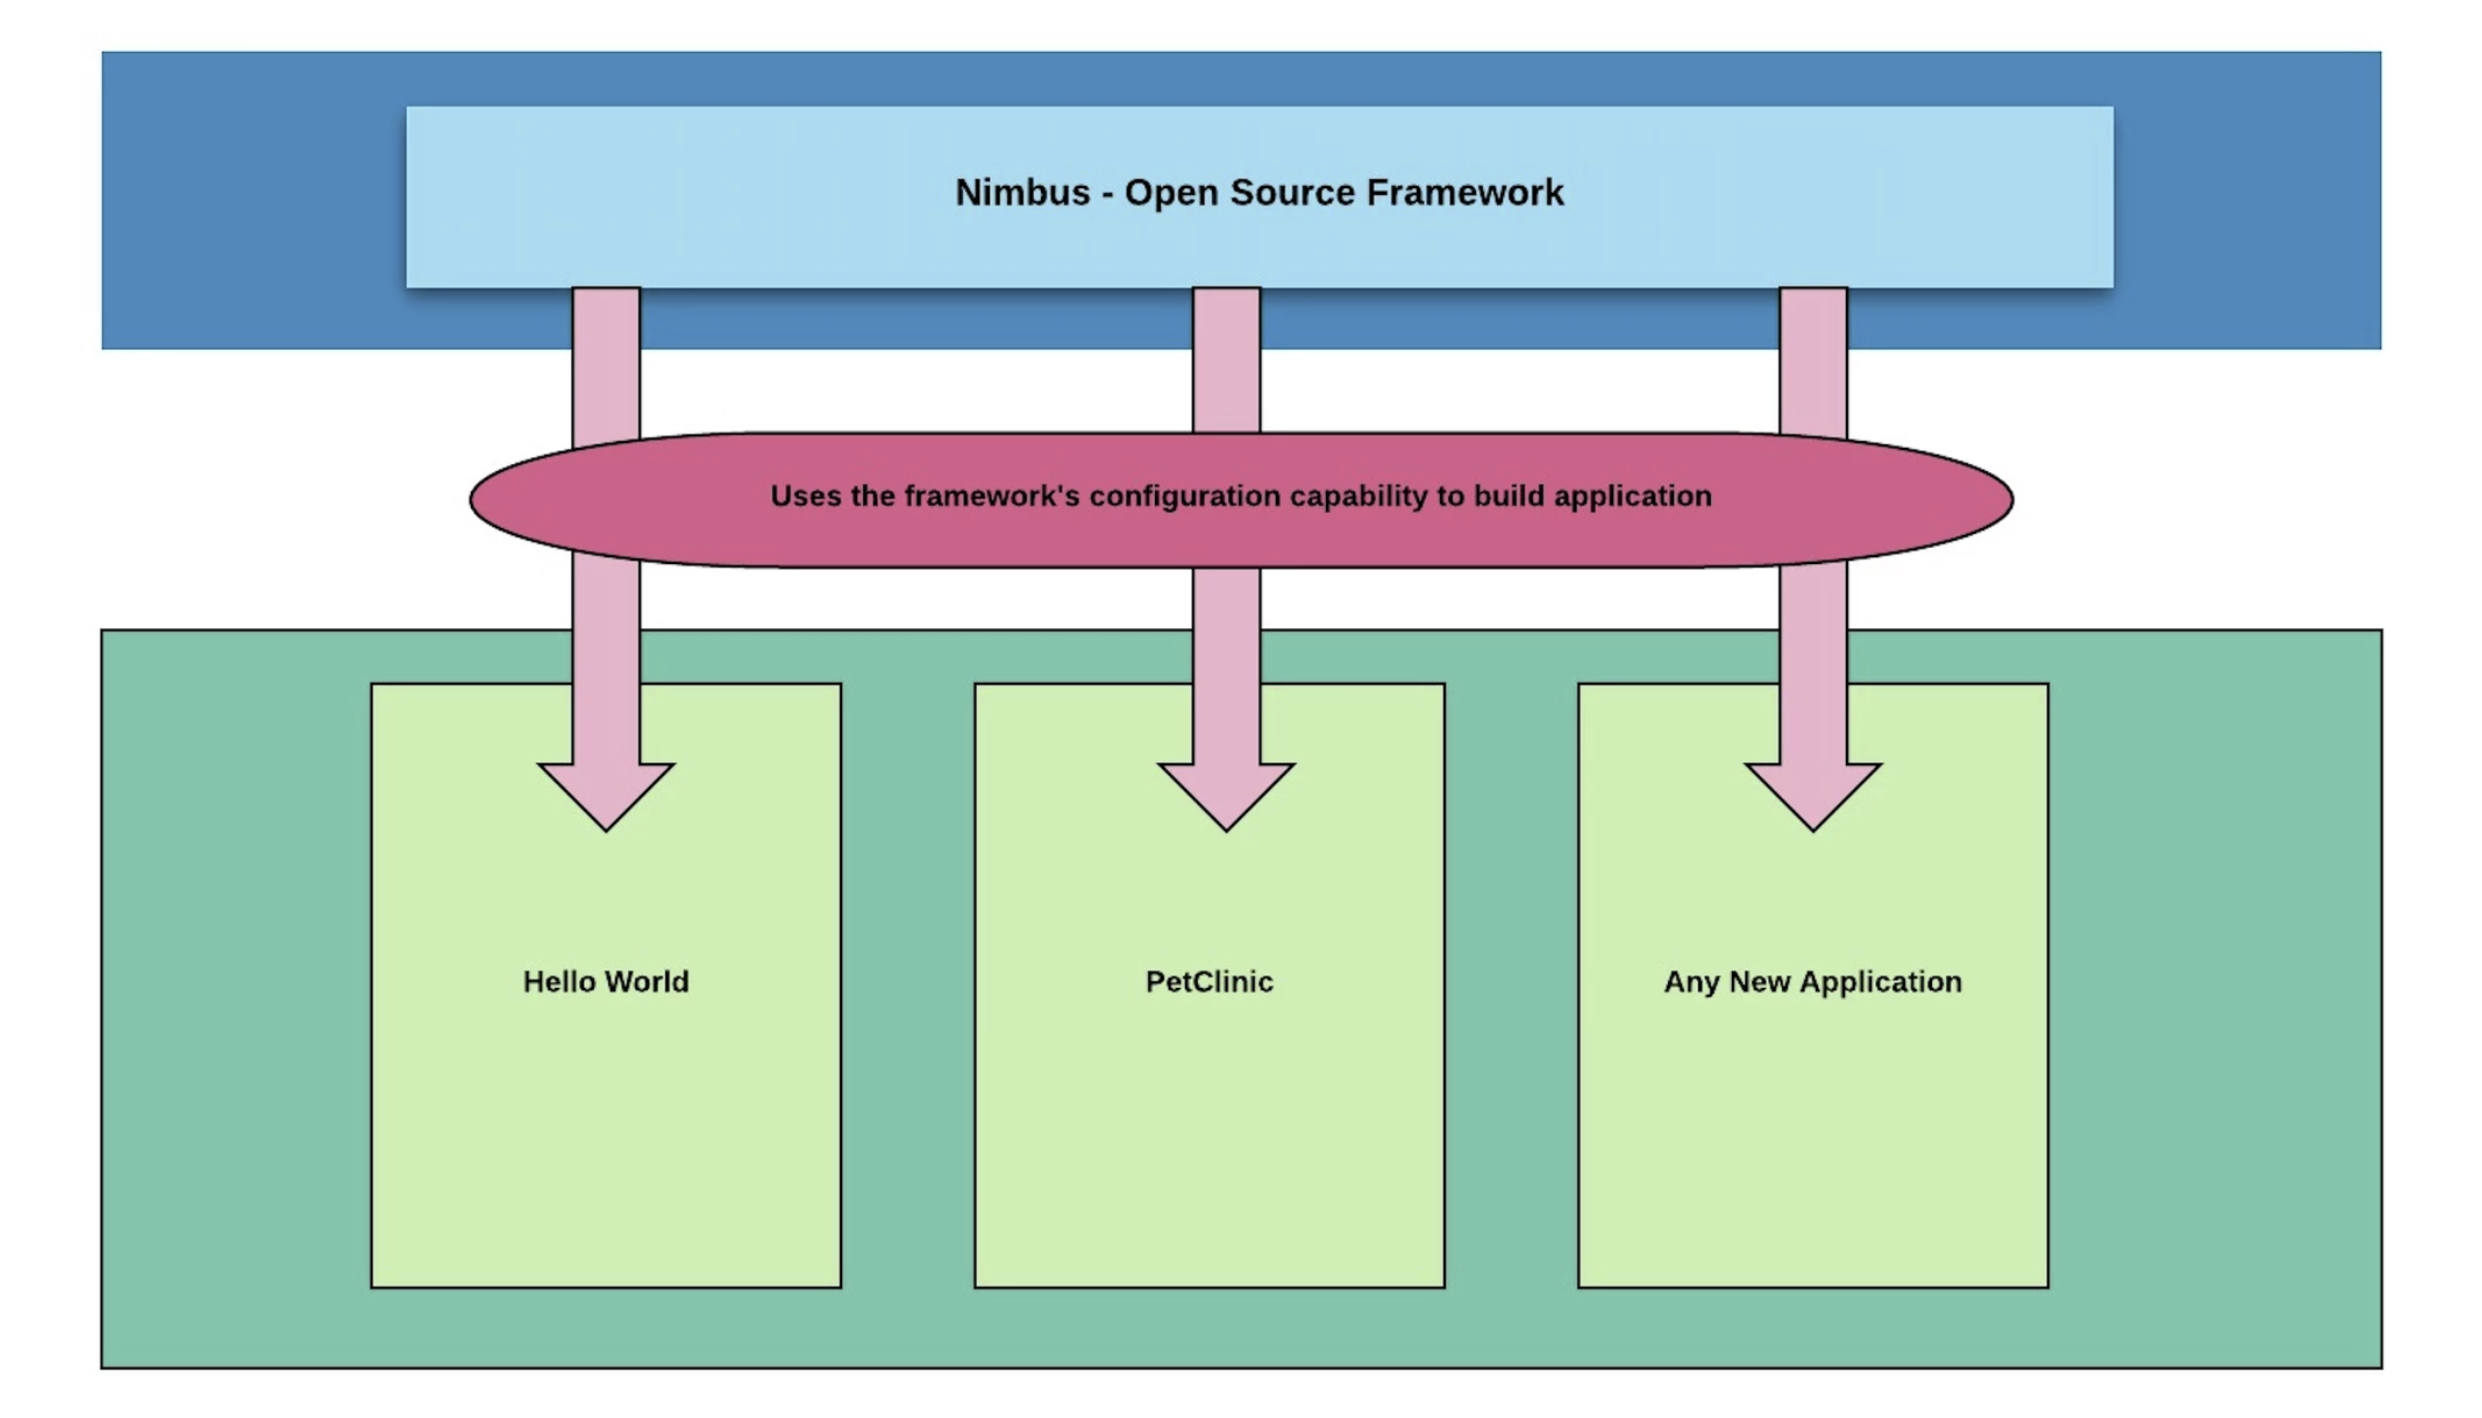 Nimbus - Open Source Framework
Uses the framework's configuration capability to build application
Hello World
PetClinic
Any New Application